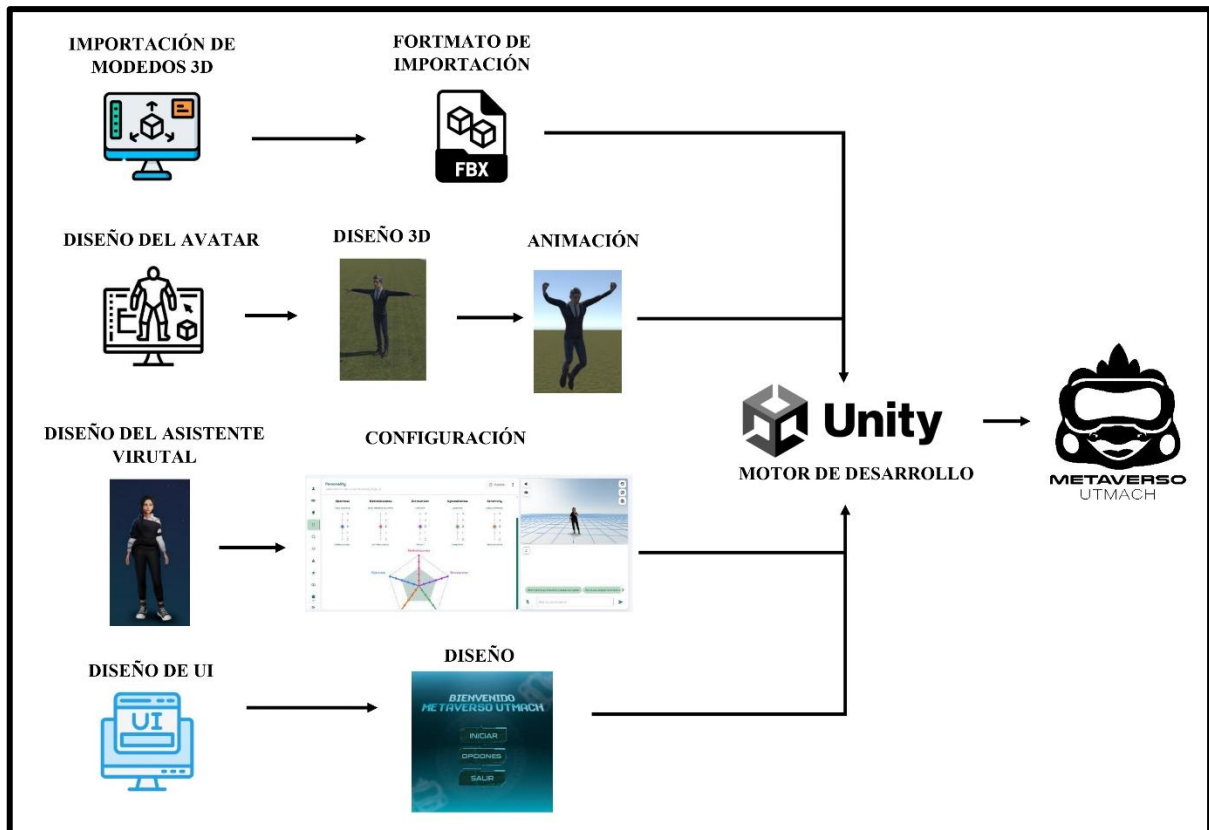 IMPORTACIÓN DE
MODEDOS 3D
FORTMATO DE
IMPORTACIÓN
FBX
DISEÑO DEL AVATAR
DISEÑO 3D
ANIMACIÓN
DISEÑO DEL ASISTENTE
VIRUTAL
CONFIGURACIÓN
Personality
Unity
MOTOR DE DESARROLLO
METAVERSO
UTMACH
DISEÑO DE UI
UI
DISEÑO
BIENVENIDO
METAVERSO UTMACH
INICIAR
OPCIONES
SALIR